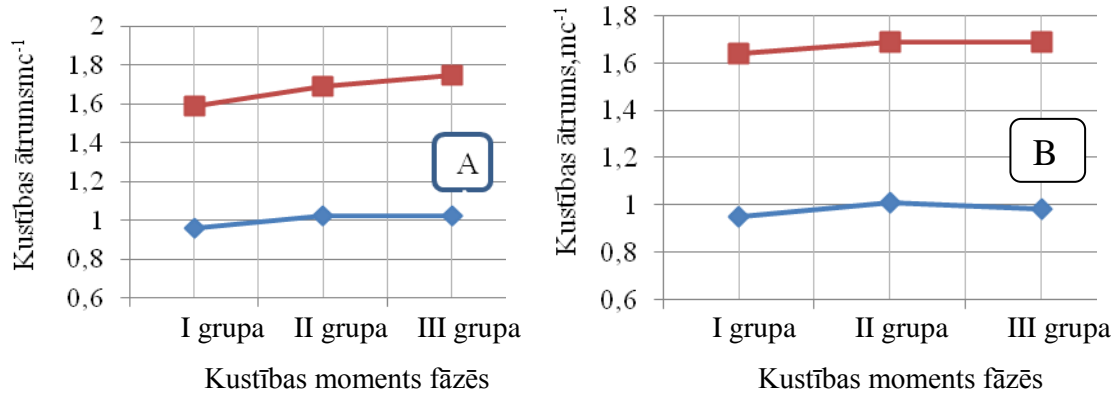 Kustības ātrumsmc⁻¹
2
1,8
1,6
1,4
1,2
1
0,8
0,6
A
I grupa II grupa III grupa
Kustības moments fāzēs
Kustības ātrums,mc⁻¹
1,8
1,6
1,4
1,2
1
0,8
0,6
B
I grupa II grupa III grupa
Kustības moments fāzēs